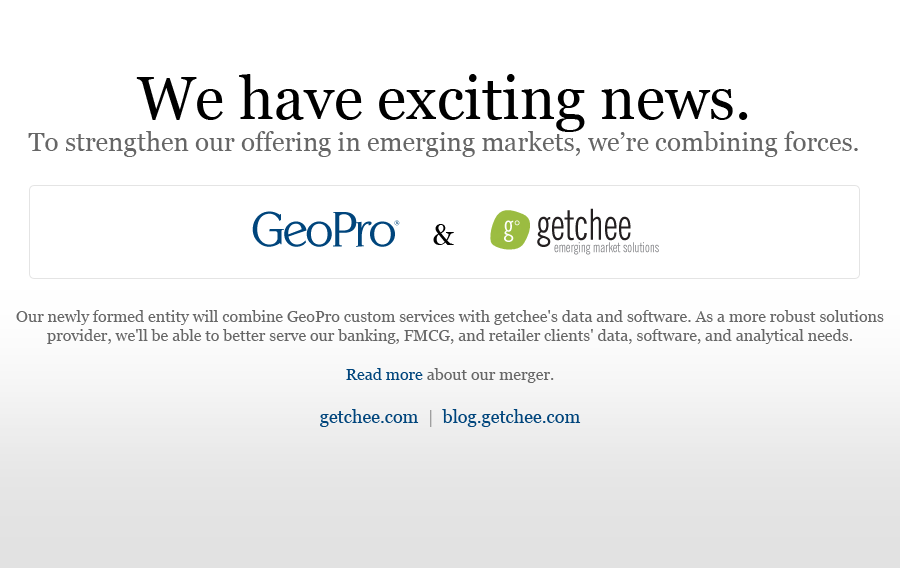 We have exciting news.
To strengthen our offering in emerging markets, we’re combining forces.
GeoPro® & g° getchee
emerging market solutions
Our newly formed entity will combine GeoPro custom services with getchee's data and software. As a more robust solutions
provider, we'll be able to better serve our banking, FMCG, and retailer clients' data, software, and analytical needs.
Read more about our merger.
getchee.com | blog.getchee.com